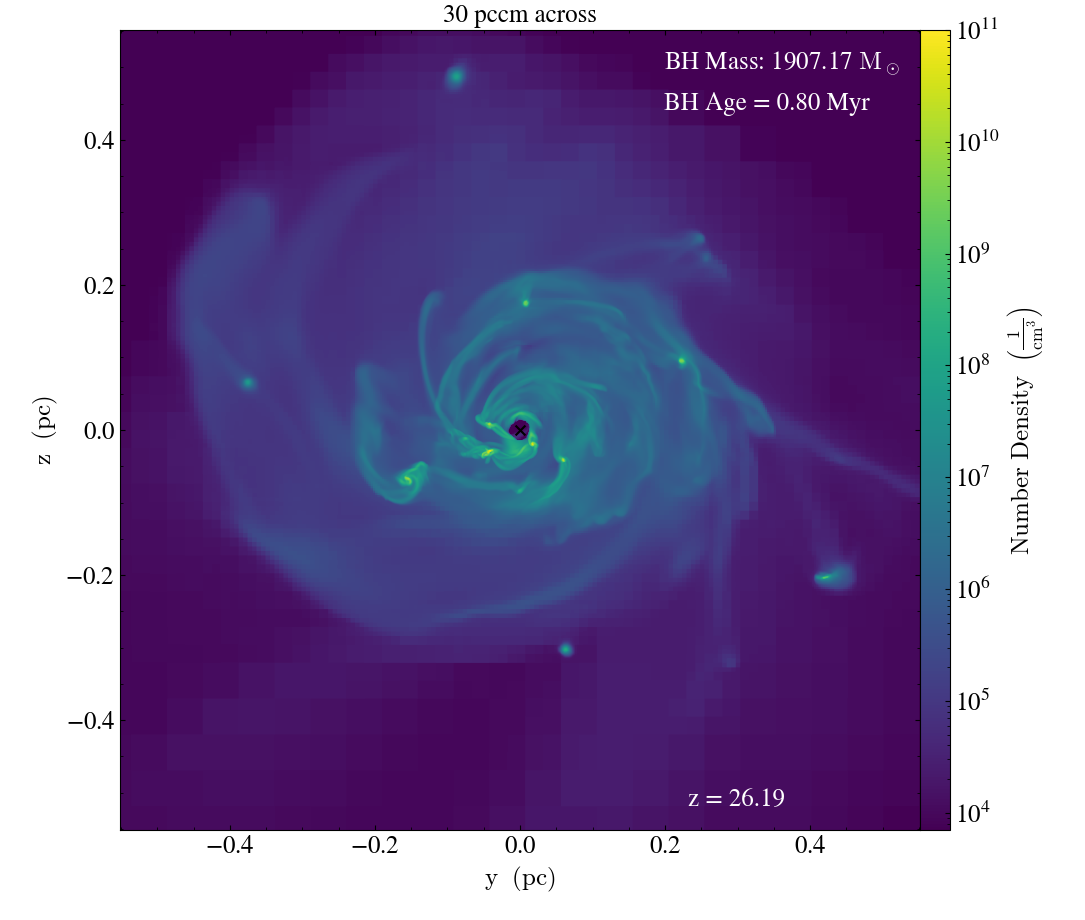 30 pccm across
BH Mass: 1907.17 M⊙
BH Age = 0.80 Myr
z = 26.19
0.4
0.2
0.0
−0.2
−0.4
z (pc)
−0.4
−0.2
0.0
0.2
0.4
y (pc)
10¹¹
10¹⁰
10⁹
10⁸
10⁷
10⁶
10⁵
10⁴
Number Density (1/cm³)